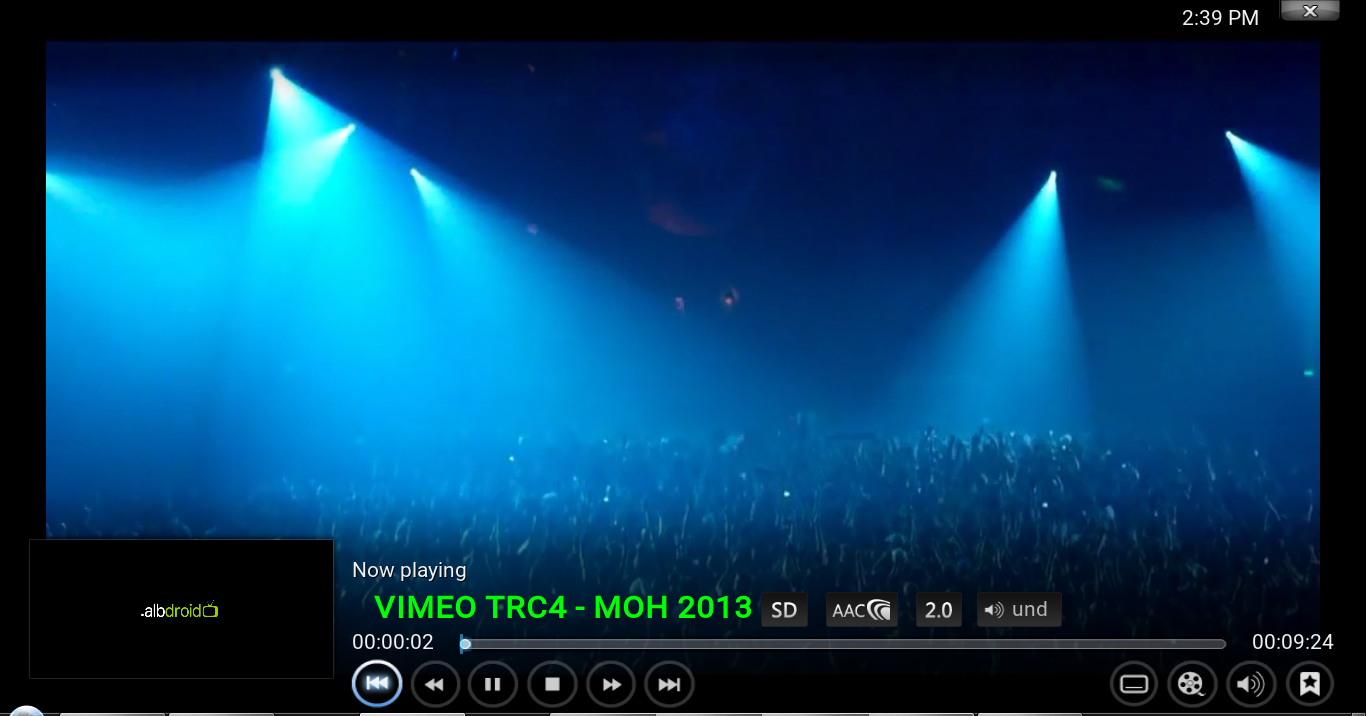 2:39 PM
Now playing
VIMEO TRC4 - MOH 2013 SD AAC 2.0 und
.albdroid
00:00:02 00:09:24